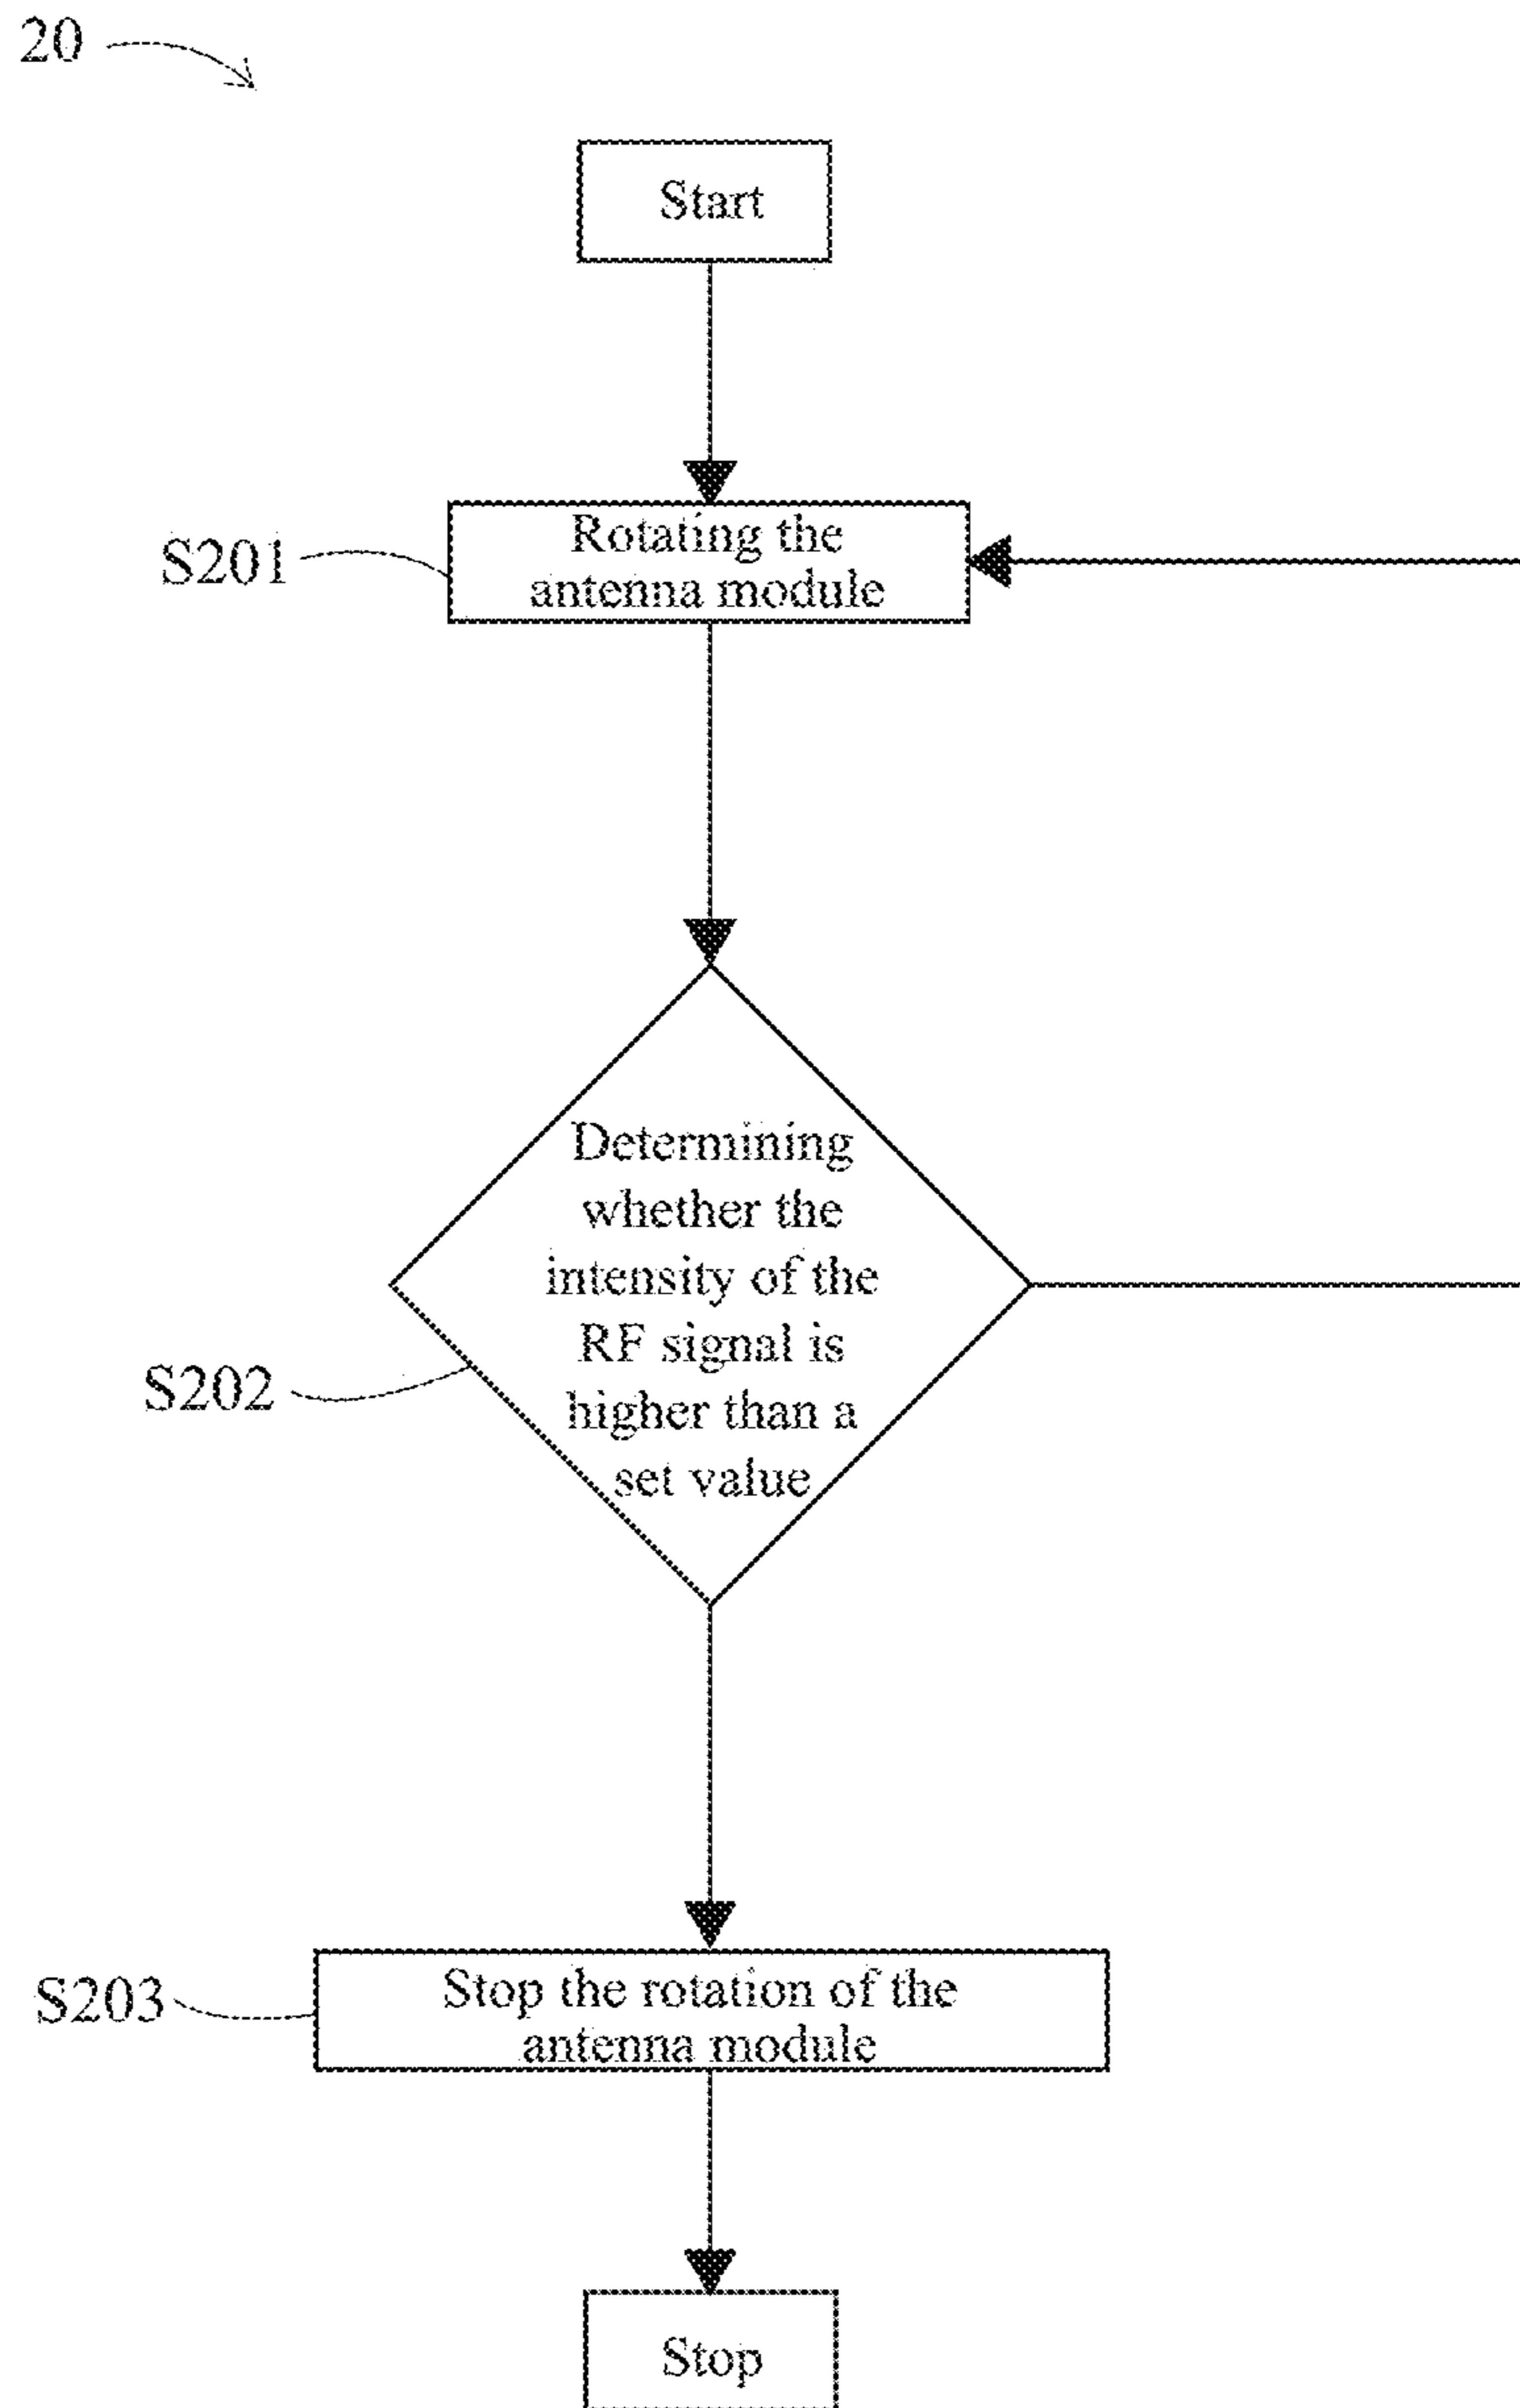 20
Start
S201
Rotating the
antenna module
Determining
whether the
intensity of the
RF signal is
higher than a
set value
S202
S203
Stop the rotation of the
antenna module
Stop